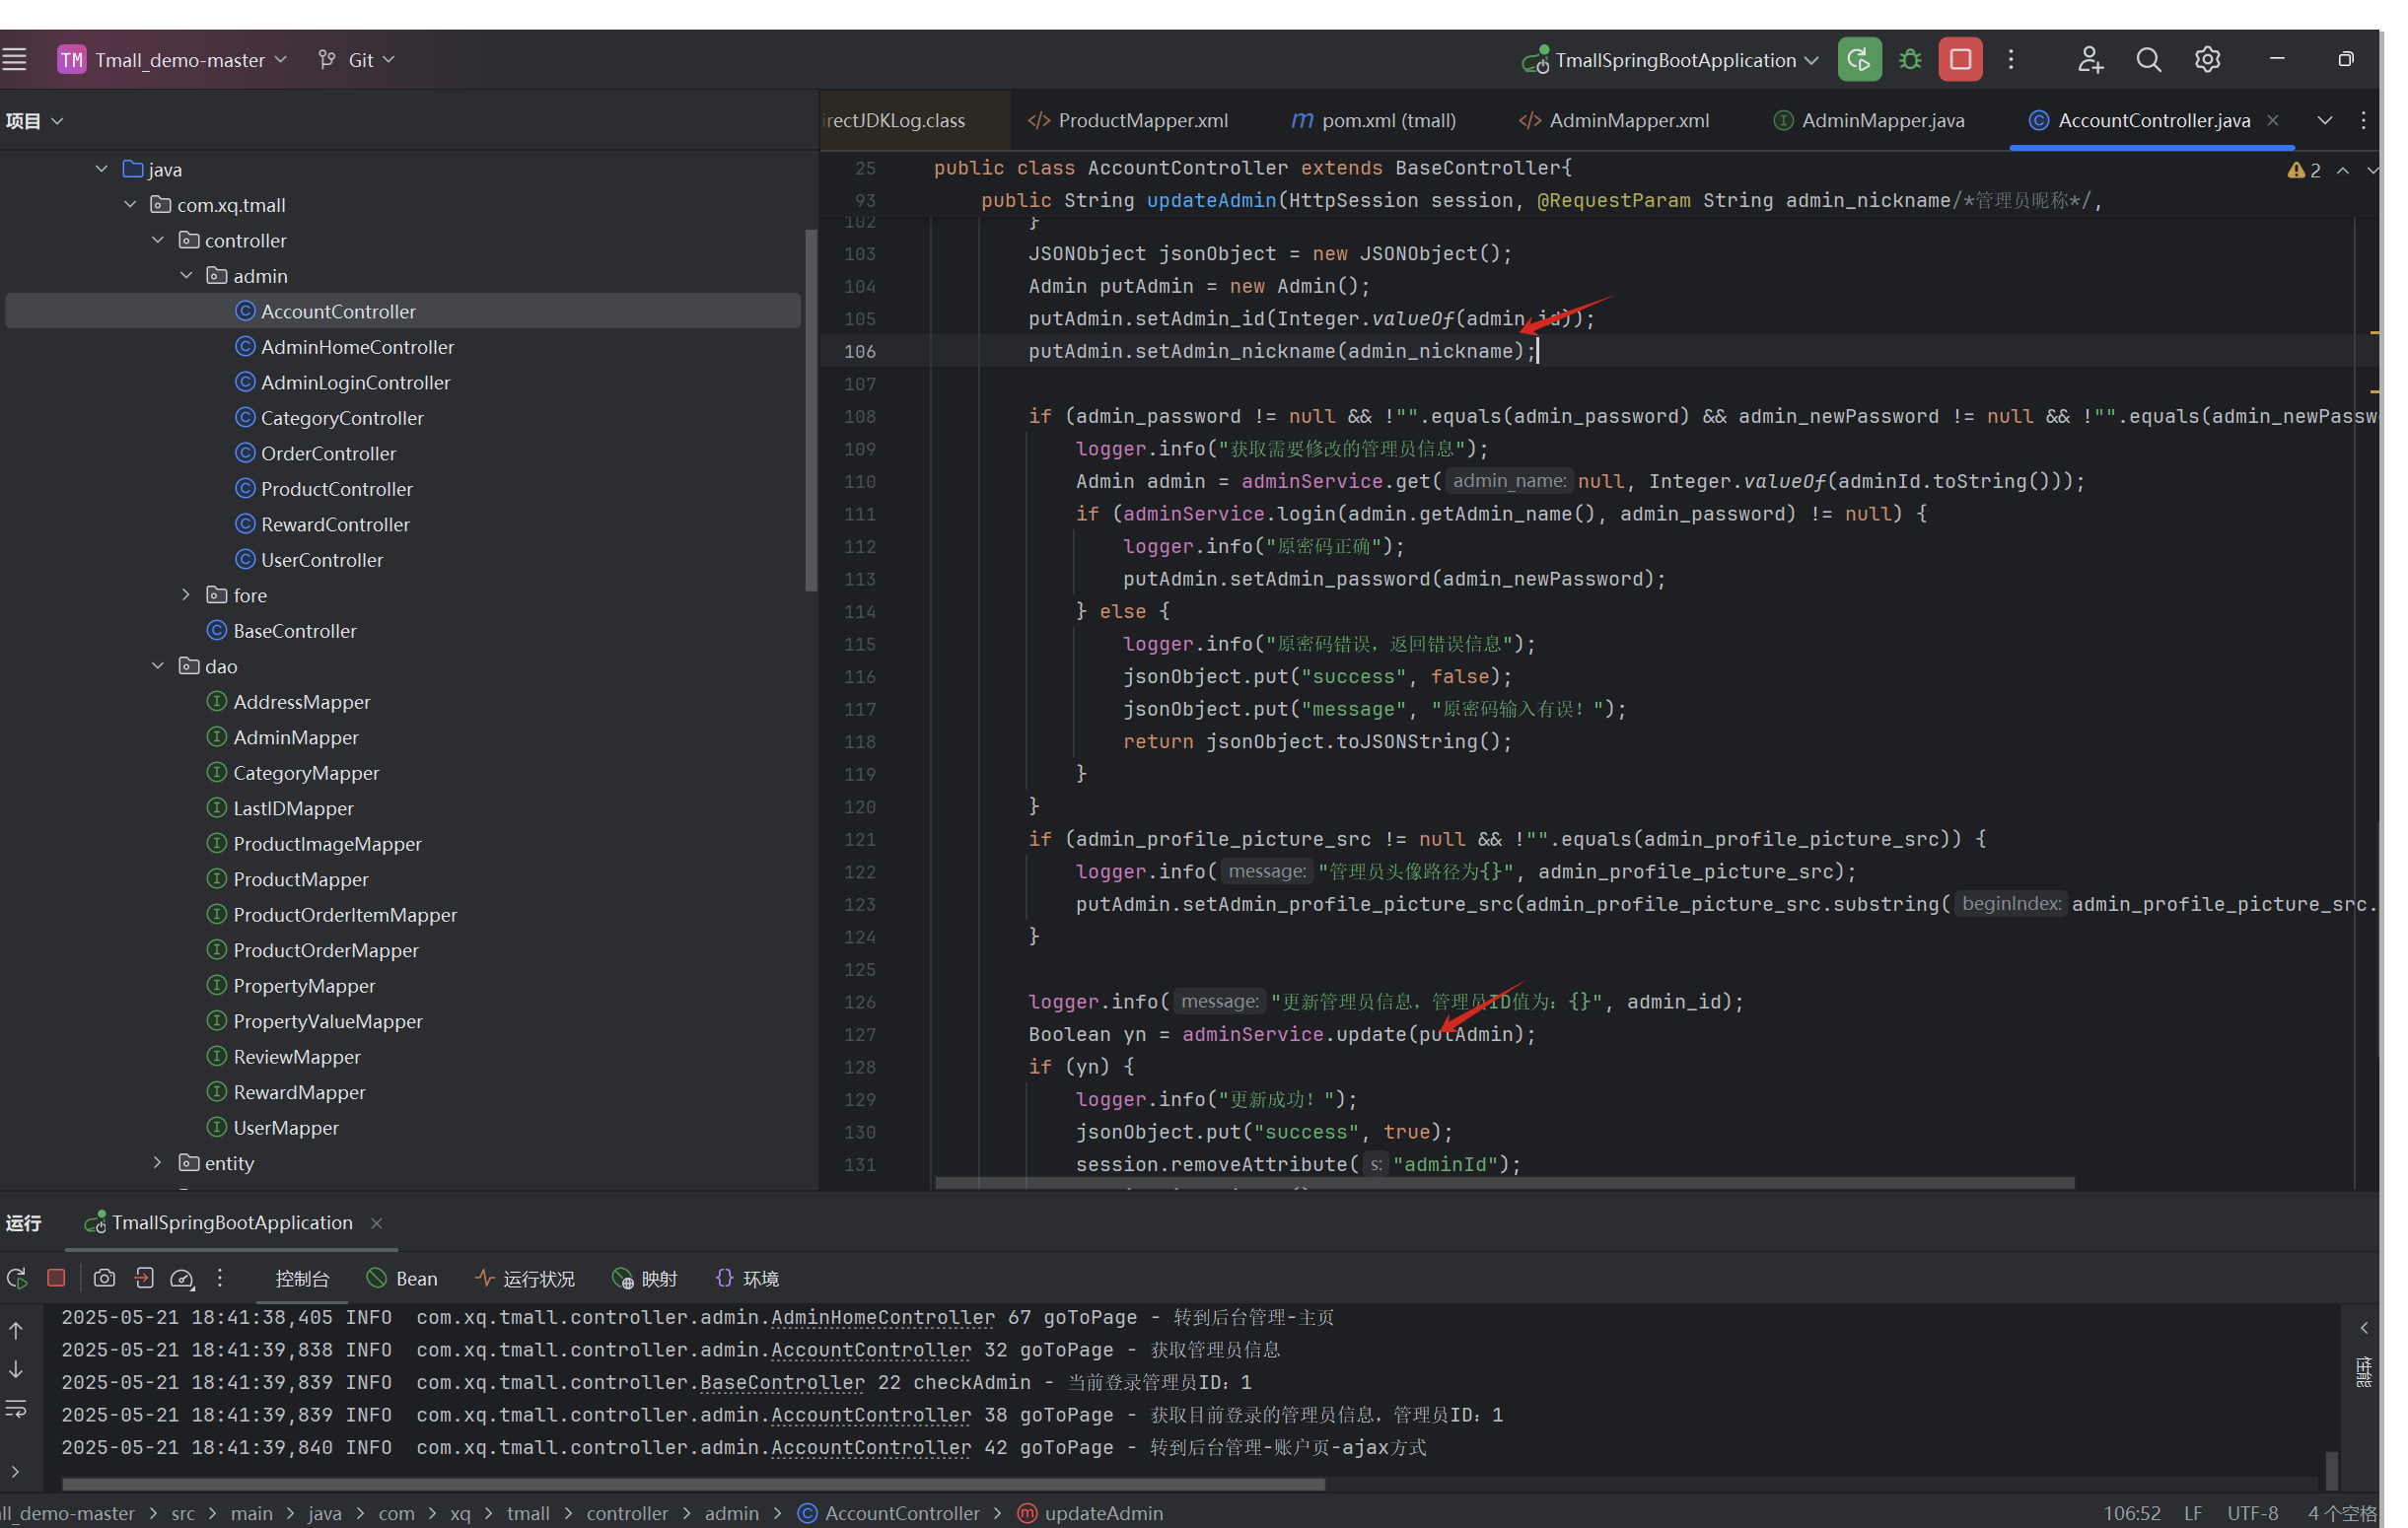 TM Tmall_demo-master Git TmallSpringBootApplication
项目
irectJDKLog.class ProductMapper.xml pom.xml (tmall) AdminMapper.xml AdminMapper.java AccountController.java
java
com.xq.tmall
controller
admin
AccountController
AdminHomeController
AdminLoginController
CategoryController
OrderController
ProductController
RewardController
UserController
fore
BaseController
dao
AddressMapper
AdminMapper
CategoryMapper
LastIDMapper
ProductImageMapper
ProductMapper
ProductOrderItemMapper
ProductOrderMapper
PropertyMapper
PropertyValueMapper
ReviewMapper
RewardMapper
UserMapper
entity
2
25 public class AccountController extends BaseController{
93 public String updateAdmin(HttpSession session, @RequestParam String admin_nickname/*管理员昵称*/,
102 }
103 JSONObject jsonObject = new JSONObject();
104 Admin putAdmin = new Admin();
105 putAdmin.setAdmin_id(Integer.valueOf(admin_id));
106 putAdmin.setAdmin_nickname(admin_nickname);
107
108 if (admin_password != null && !"".equals(admin_password) && admin_newPassword != null && !"".equals(admin_newPassw
109 logger.info("获取需要修改的管理员信息");
110 Admin admin = adminService.get( admin_name: null, Integer.valueOf(adminId.toString()));
111 if (adminService.login(admin.getAdmin_name(), admin_password) != null) {
112 logger.info("原密码正确");
113 putAdmin.setAdmin_password(admin_newPassword);
114 } else {
115 logger.info("原密码错误，返回错误信息");
116 jsonObject.put("success", false);
117 jsonObject.put("message", "原密码输入有误！");
118 return jsonObject.toJSONString();
119 }
120 }
121 if (admin_profile_picture_src != null && !"".equals(admin_profile_picture_src)) {
122 logger.info( message: "管理员头像路径为{}", admin_profile_picture_src);
123 putAdmin.setAdmin_profile_picture_src(admin_profile_picture_src.substring( beginIndex: admin_profile_picture_src.
124 }
125
126 logger.info( message: "更新管理员信息，管理员ID值为：{}", admin_id);
127 Boolean yn = adminService.update(putAdmin);
128 if (yn) {
129 logger.info("更新成功！");
130 jsonObject.put("success", true);
131 session.removeAttribute( s: "adminId");
运行 TmallSpringBootApplication
控制台 Bean 运行状况 映射 环境
2025-05-21 18:41:38,405 INFO com.xq.tmall.controller.admin.AdminHomeController 67 goToPage - 转到后台管理-主页
2025-05-21 18:41:39,838 INFO com.xq.tmall.controller.admin.AccountController 32 goToPage - 获取管理员信息
2025-05-21 18:41:39,839 INFO com.xq.tmall.controller.BaseController 22 checkAdmin - 当前登录管理员ID：1
2025-05-21 18:41:39,839 INFO com.xq.tmall.controller.admin.AccountController 38 goToPage - 获取目前登录的管理员信息，管理员ID：1
2025-05-21 18:41:39,840 INFO com.xq.tmall.controller.admin.AccountController 42 goToPage - 转到后台管理-账户页-ajax方式
性能
all_demo-master > src > main > java > com > xq > tmall > controller > admin > AccountController > updateAdmin 106:52 LF UTF-8 4 个空格